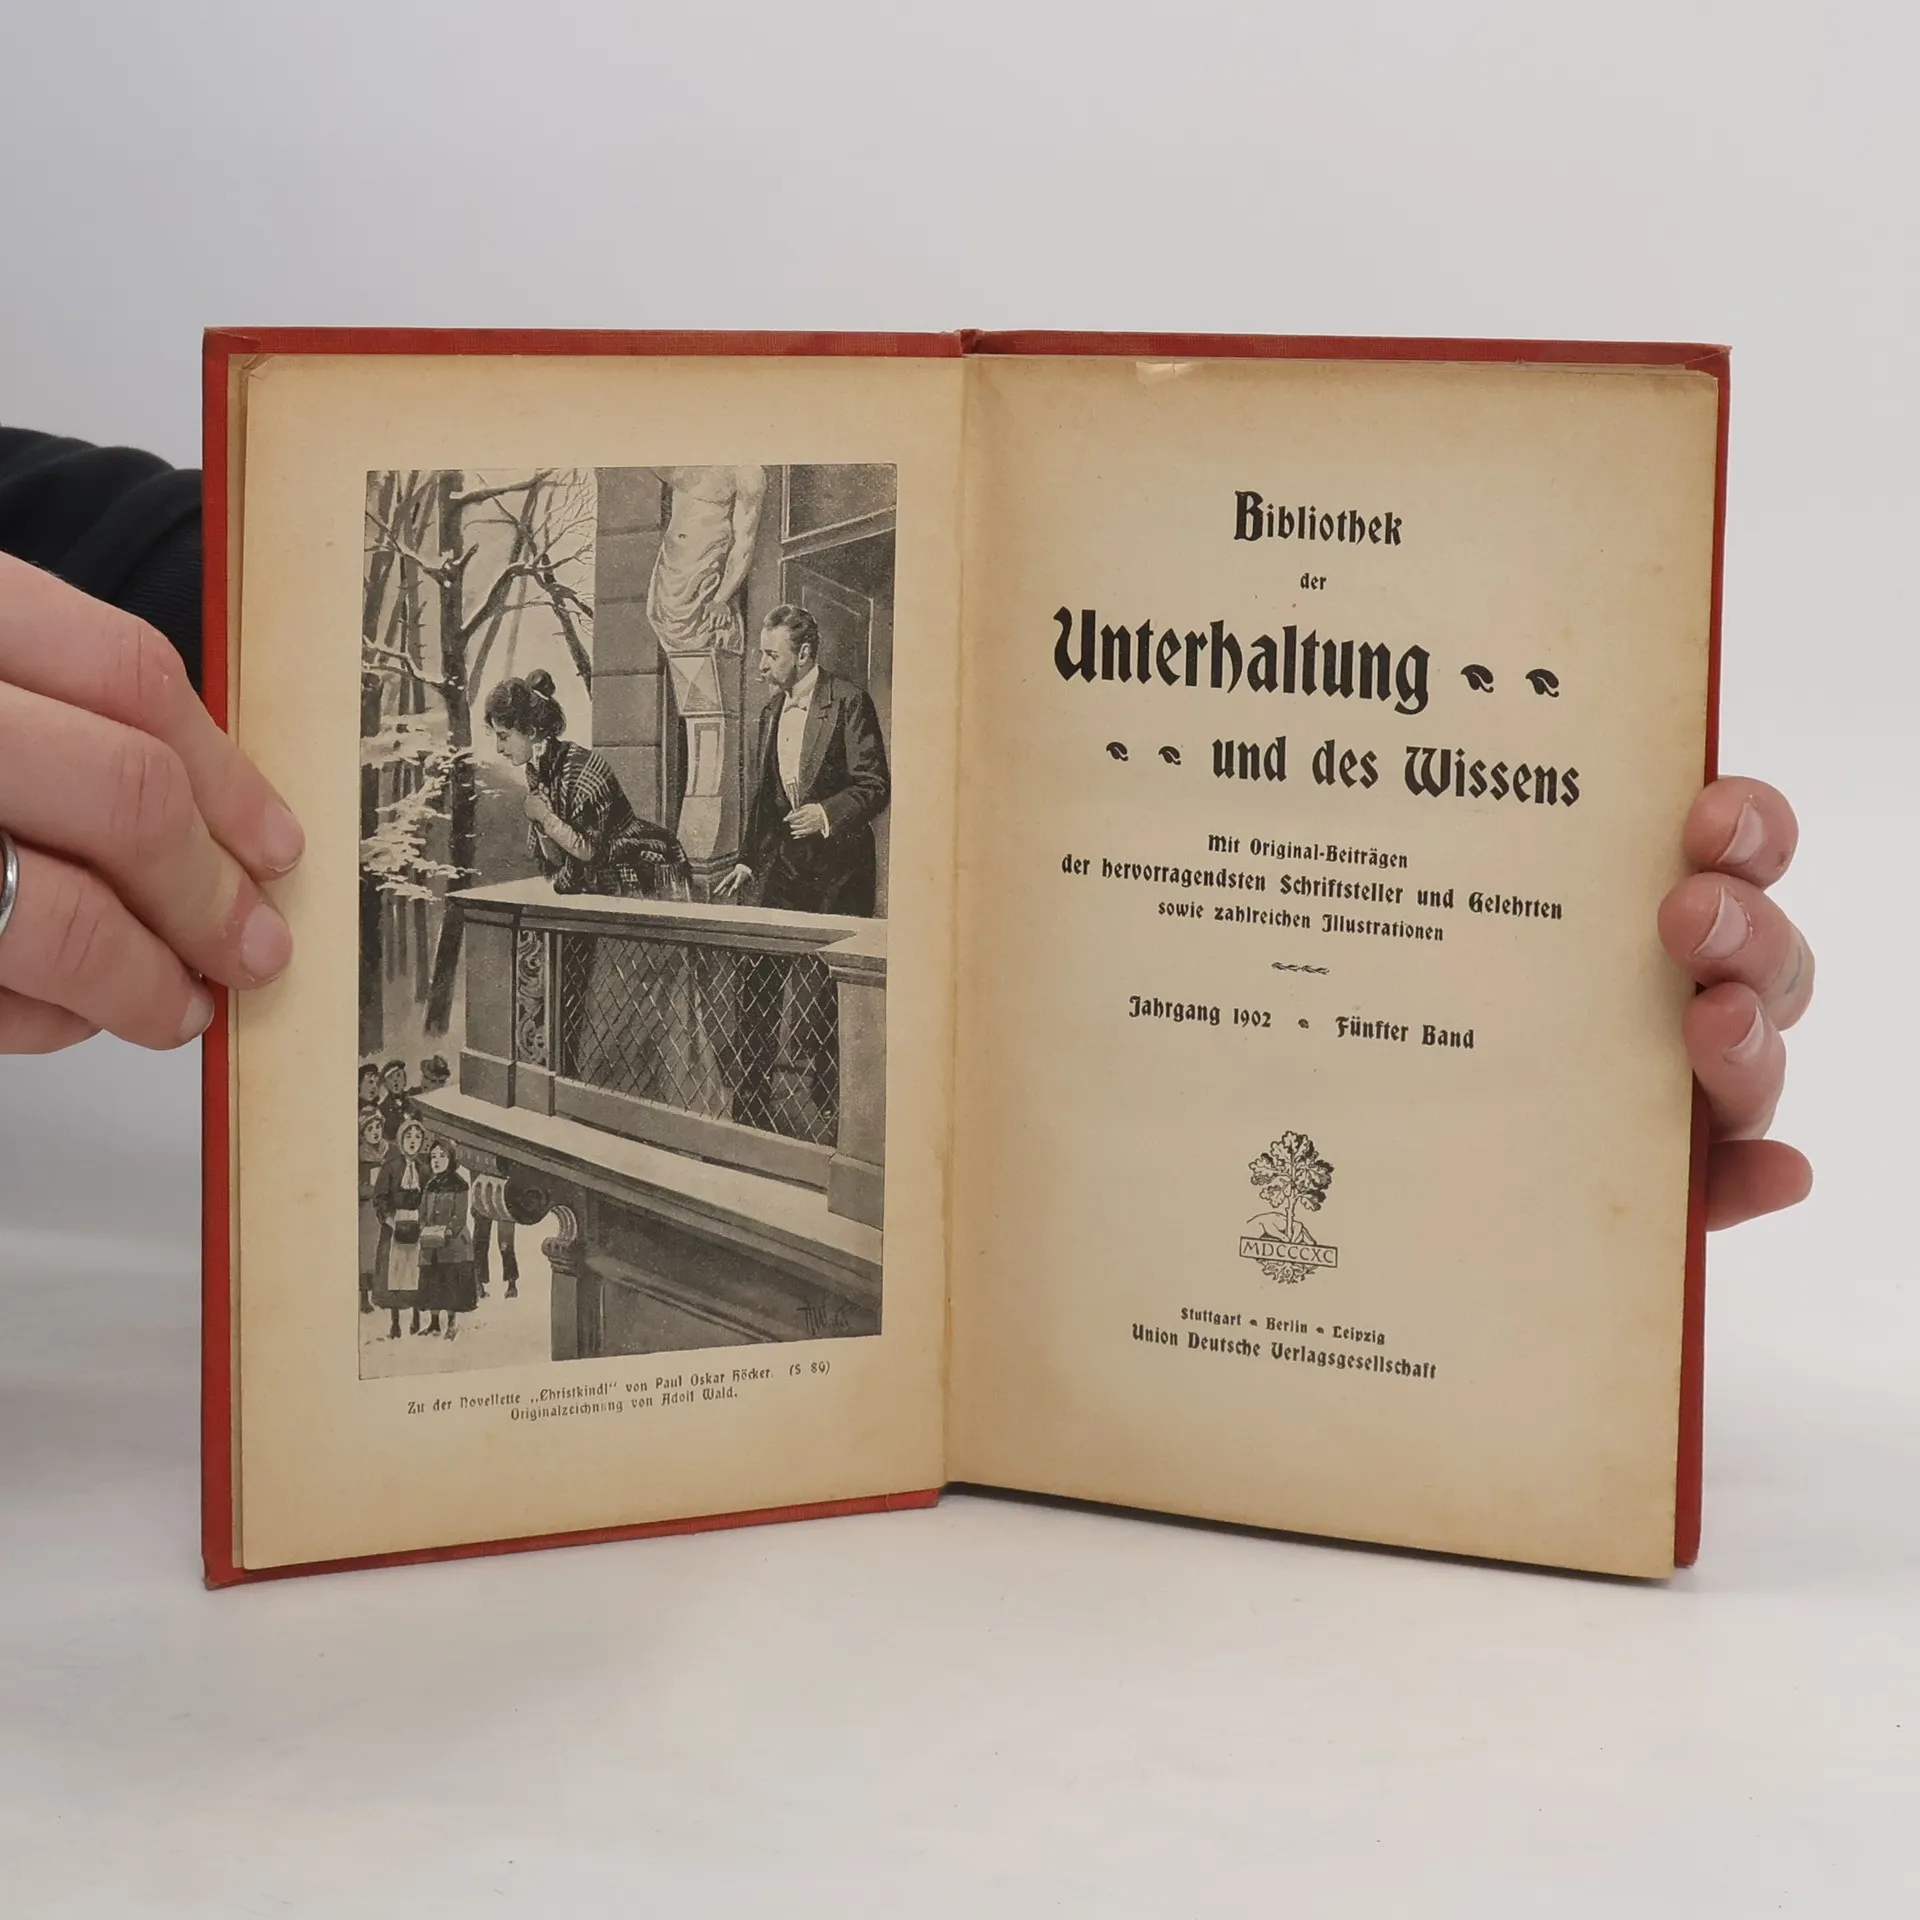 Zu der Novellette „Christkindl“ von Paul Oskar Höcker. (S 80)
Originalzeichnung von Adolf Wald.
Bibliothek
der
Unterhaltung
und des Wissens
Mit Original-Beiträgen
der hervorragendsten Schriftsteller und Gelehrten
sowie zahlreichen Illustrationen
Jahrgang 1902 Fünfter Band
MDCCCXC
Stuttgart Berlin Leipzig
Union Deutsche Verlagsgesellschaft